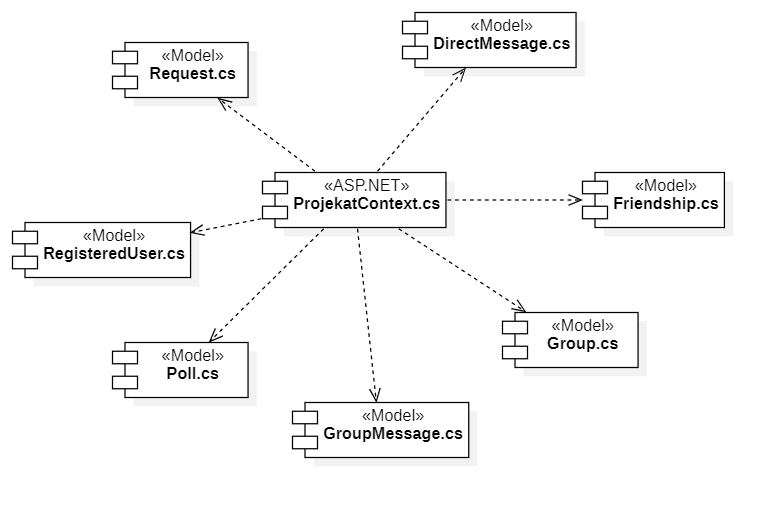 «Model»
DirectMessage.cs
«Model»
Request.cs
«ASP.NET»
ProjekatContext.cs
«Model»
Friendship.cs
«Model»
RegisteredUser.cs
«Model»
Group.cs
«Model»
Poll.cs
«Model»
GroupMessage.cs